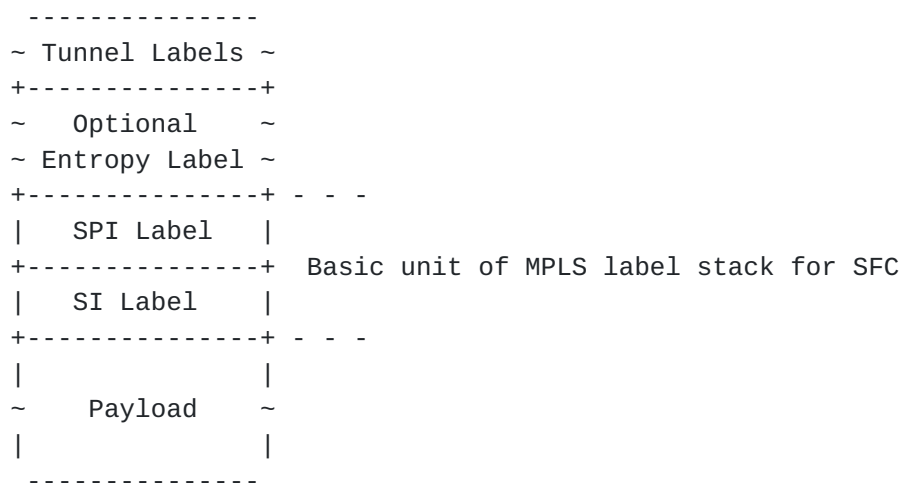 ---------------
~ Tunnel Labels ~
+---------------+
~   Optional    ~
~ Entropy Label ~
+---------------+ - - -
|   SPI Label   |
+---------------+  Basic unit of MPLS label stack for SFC
|   SI Label    |
+---------------+ - - -
|               |
~    Payload    ~
|               |
 ---------------